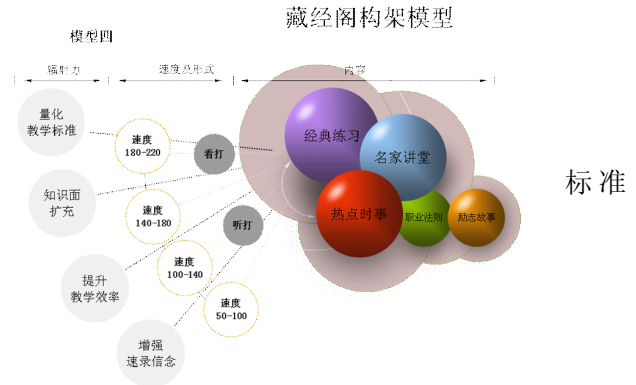 藏经阁构架模型
模型四
辐射力
速度及形式
内容
量化
教学标准
速度
180-220
看打
经典练习
名家讲堂
标准
知识面
扩充
速度
140-180
听打
热点时事
职业法则
励志故事
提升
教学效率
速度
100-140
速度
50-100
增强
速录信念